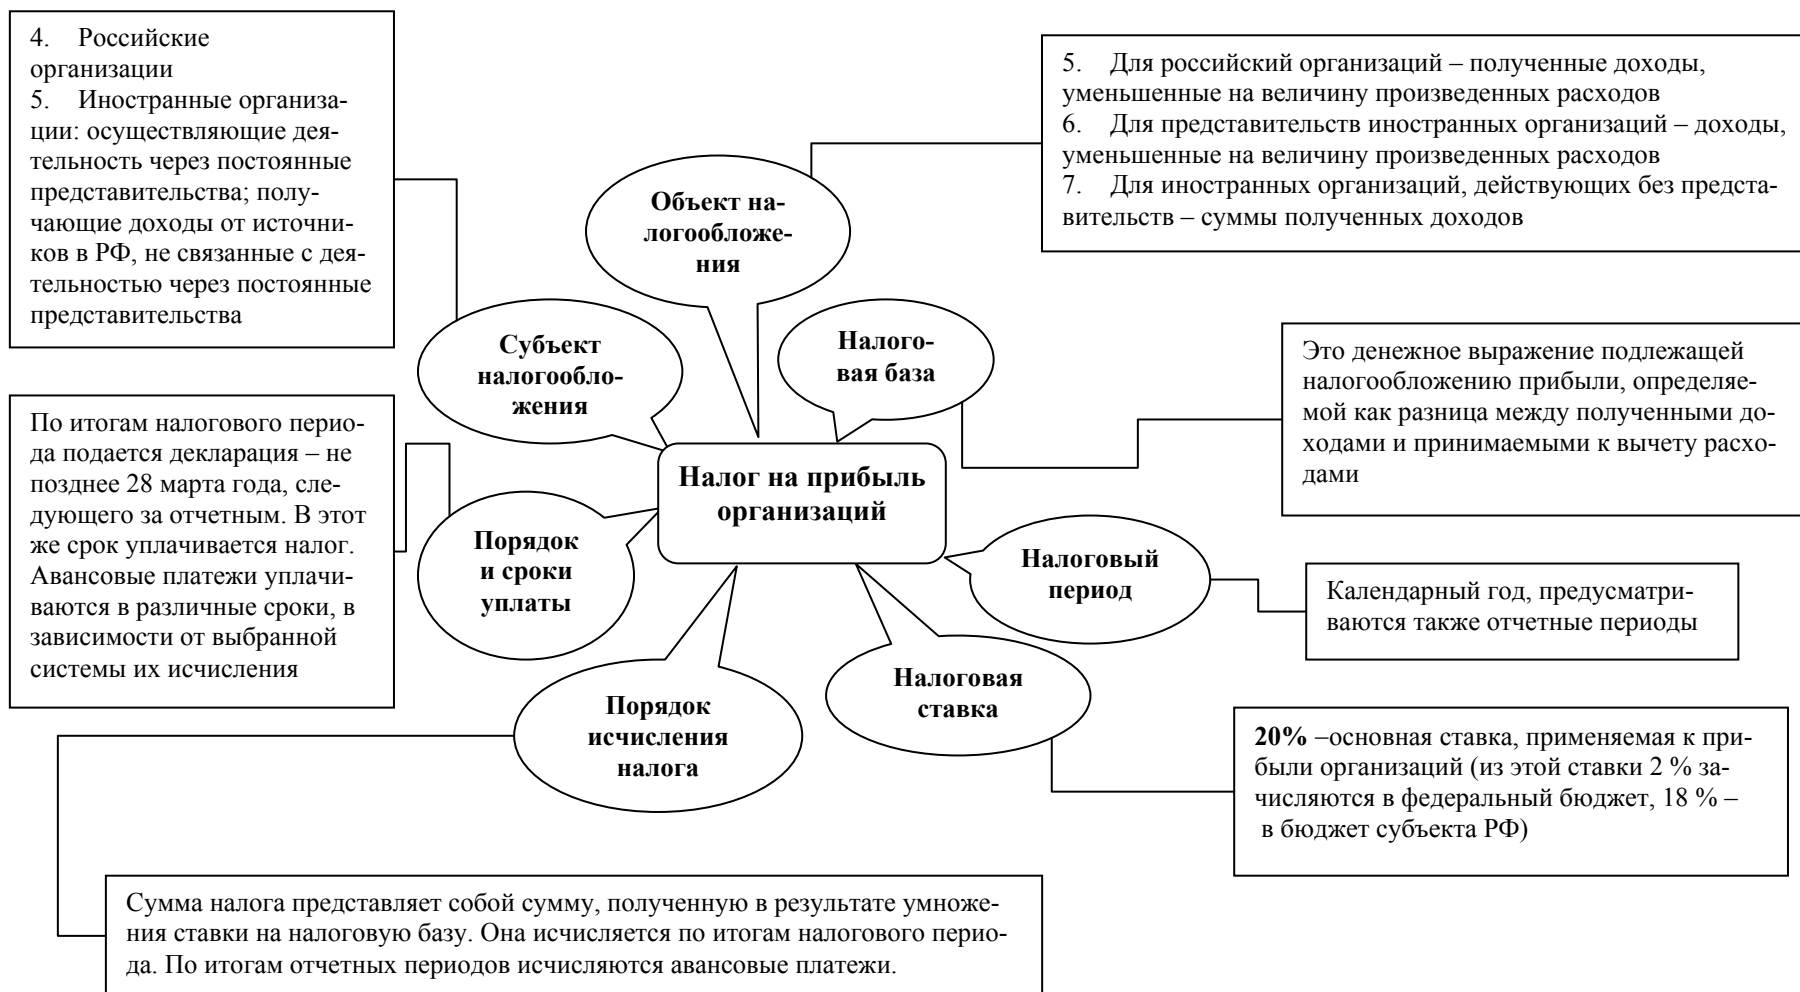 4. Российские
организации
5. Иностранные организа-
ции: осуществляющие дея-
тельность через постоянные
представительства; полу-
чающие доходы от источни-
ков в РФ, не связанные с дея-
тельностью через постоянные
представительства
5. Для российский организаций – полученные доходы,
уменьшенные на величину произведенных расходов
6. Для представительств иностранных организаций – доходы,
уменьшенные на величину произведенных расходов
7. Для иностранных организаций, действующих без предста-
вительств – суммы полученных доходов
Объект на-
логообложе-
ния
Субъект
налогообло-
жения
Налого-
вая база
Это денежное выражение подлежащей
налогообложению прибыли, определяе-
мой как разница между полученными до-
ходами и принимаемыми к вычету расхо-
дами
По итогам налогового перио-
да подается декларация – не
позднее 28 марта года, сле-
дующего за отчетным. В этот
же срок уплачивается налог.
Авансовые платежи уплачи-
ваются в различные сроки, в
зависимости от выбранной
системы их исчисления
Налог на прибыль
организаций
Порядок
и сроки
уплаты
Налоговый
период
Календарный год, предусматри-
ваются также отчетные периоды
Порядок
исчисления
налога
Налоговая
ставка
20% –основная ставка, применяемая к при-
были организаций (из этой ставки 2 % за-
числяются в федеральный бюджет, 18 % –
в бюджет субъекта РФ)
Сумма налога представляет собой сумму, полученную в результате умноже-
ния ставки на налоговую базу. Она исчисляется по итогам налогового перио-
да. По итогам отчетных периодов исчисляются авансовые платежи.